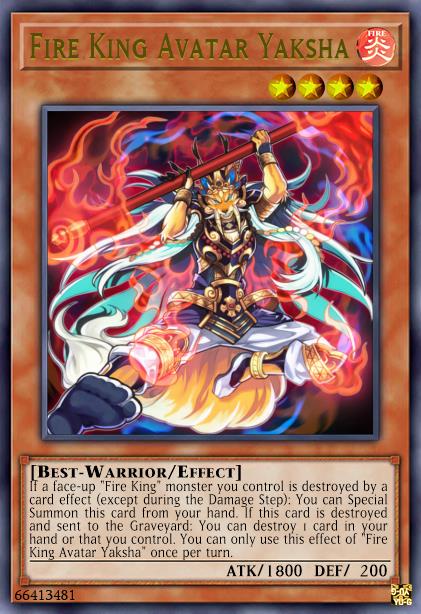 FIRE KING AVATAR YAKSHA
FIRE
炎
[BEST-WARRIOR/EFFECT]
If a face-up "Fire King" monster you control is destroyed by a
card effect (except during the Damage Step): You can Special
Summon this card from your hand. If this card is destroyed
and sent to the Graveyard: You can destroy 1 card in your
hand or that you control. You can only use this effect of "Fire
King Avatar Yaksha" once per turn.
ATK/1800 DEF/ 200
66413481